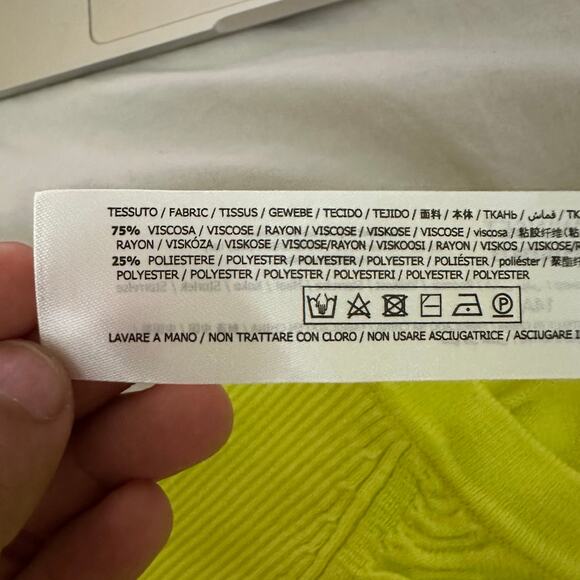 TESSUTO / FABRIC / TISSUS / GEWEBE / TECIDO / TEJIDO / 面料 / 本体 / ТКАНЬ / قماش / TK
75% VISCOSA / VISCOSE / RAYON / VISCOSE / VISKOSE / VISCOSE / viscosa / 粘胶纤维
RAYON / VISKÓZA / VISKOSE / VISCOSE/RAYON / VISKOOSI / RAYON / VISKOS / VISKOSE/R
25% POLIESTERE / POLYESTER / POLYESTER / POLYESTER / POLIÉSTER / poliéster / 聚酯
POLYESTER / POLYESTER / POLYESTER / POLYESTERI / POLYESTER / POLYESTER
P
LAVARE A MANO / NON TRATTARE CON CLORO / NON USARE ASCIUGATRICE / ASCIUGARE I